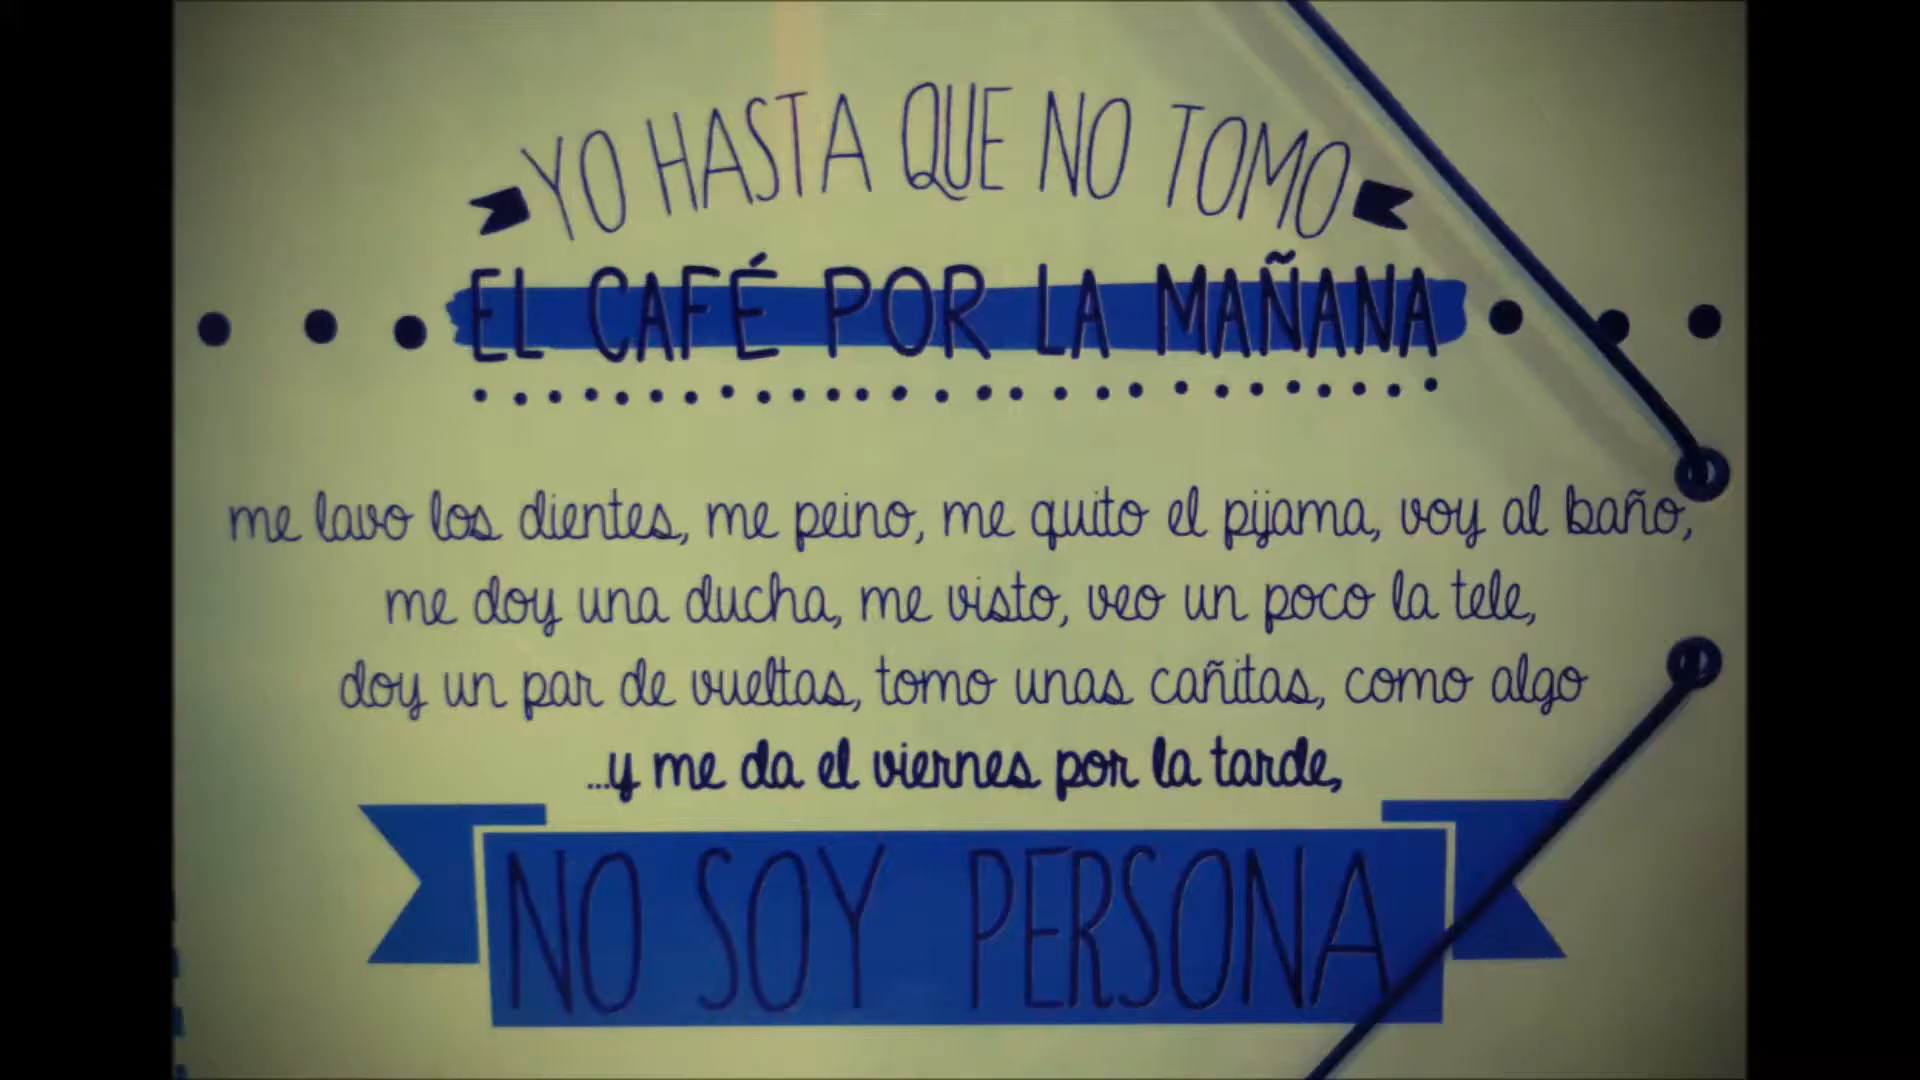 YO HASTA QUE NO TOMO
EL CAFÉ POR LA MAÑANA
me lavo los dientes, me peino, me quito el pijama, voy al baño,
me doy una ducha, me visto, veo un poco la tele,
doy un par de vueltas, tomo unas cañitas, como algo
...y me da el viernes por la tarde,
NO SOY PERSONA